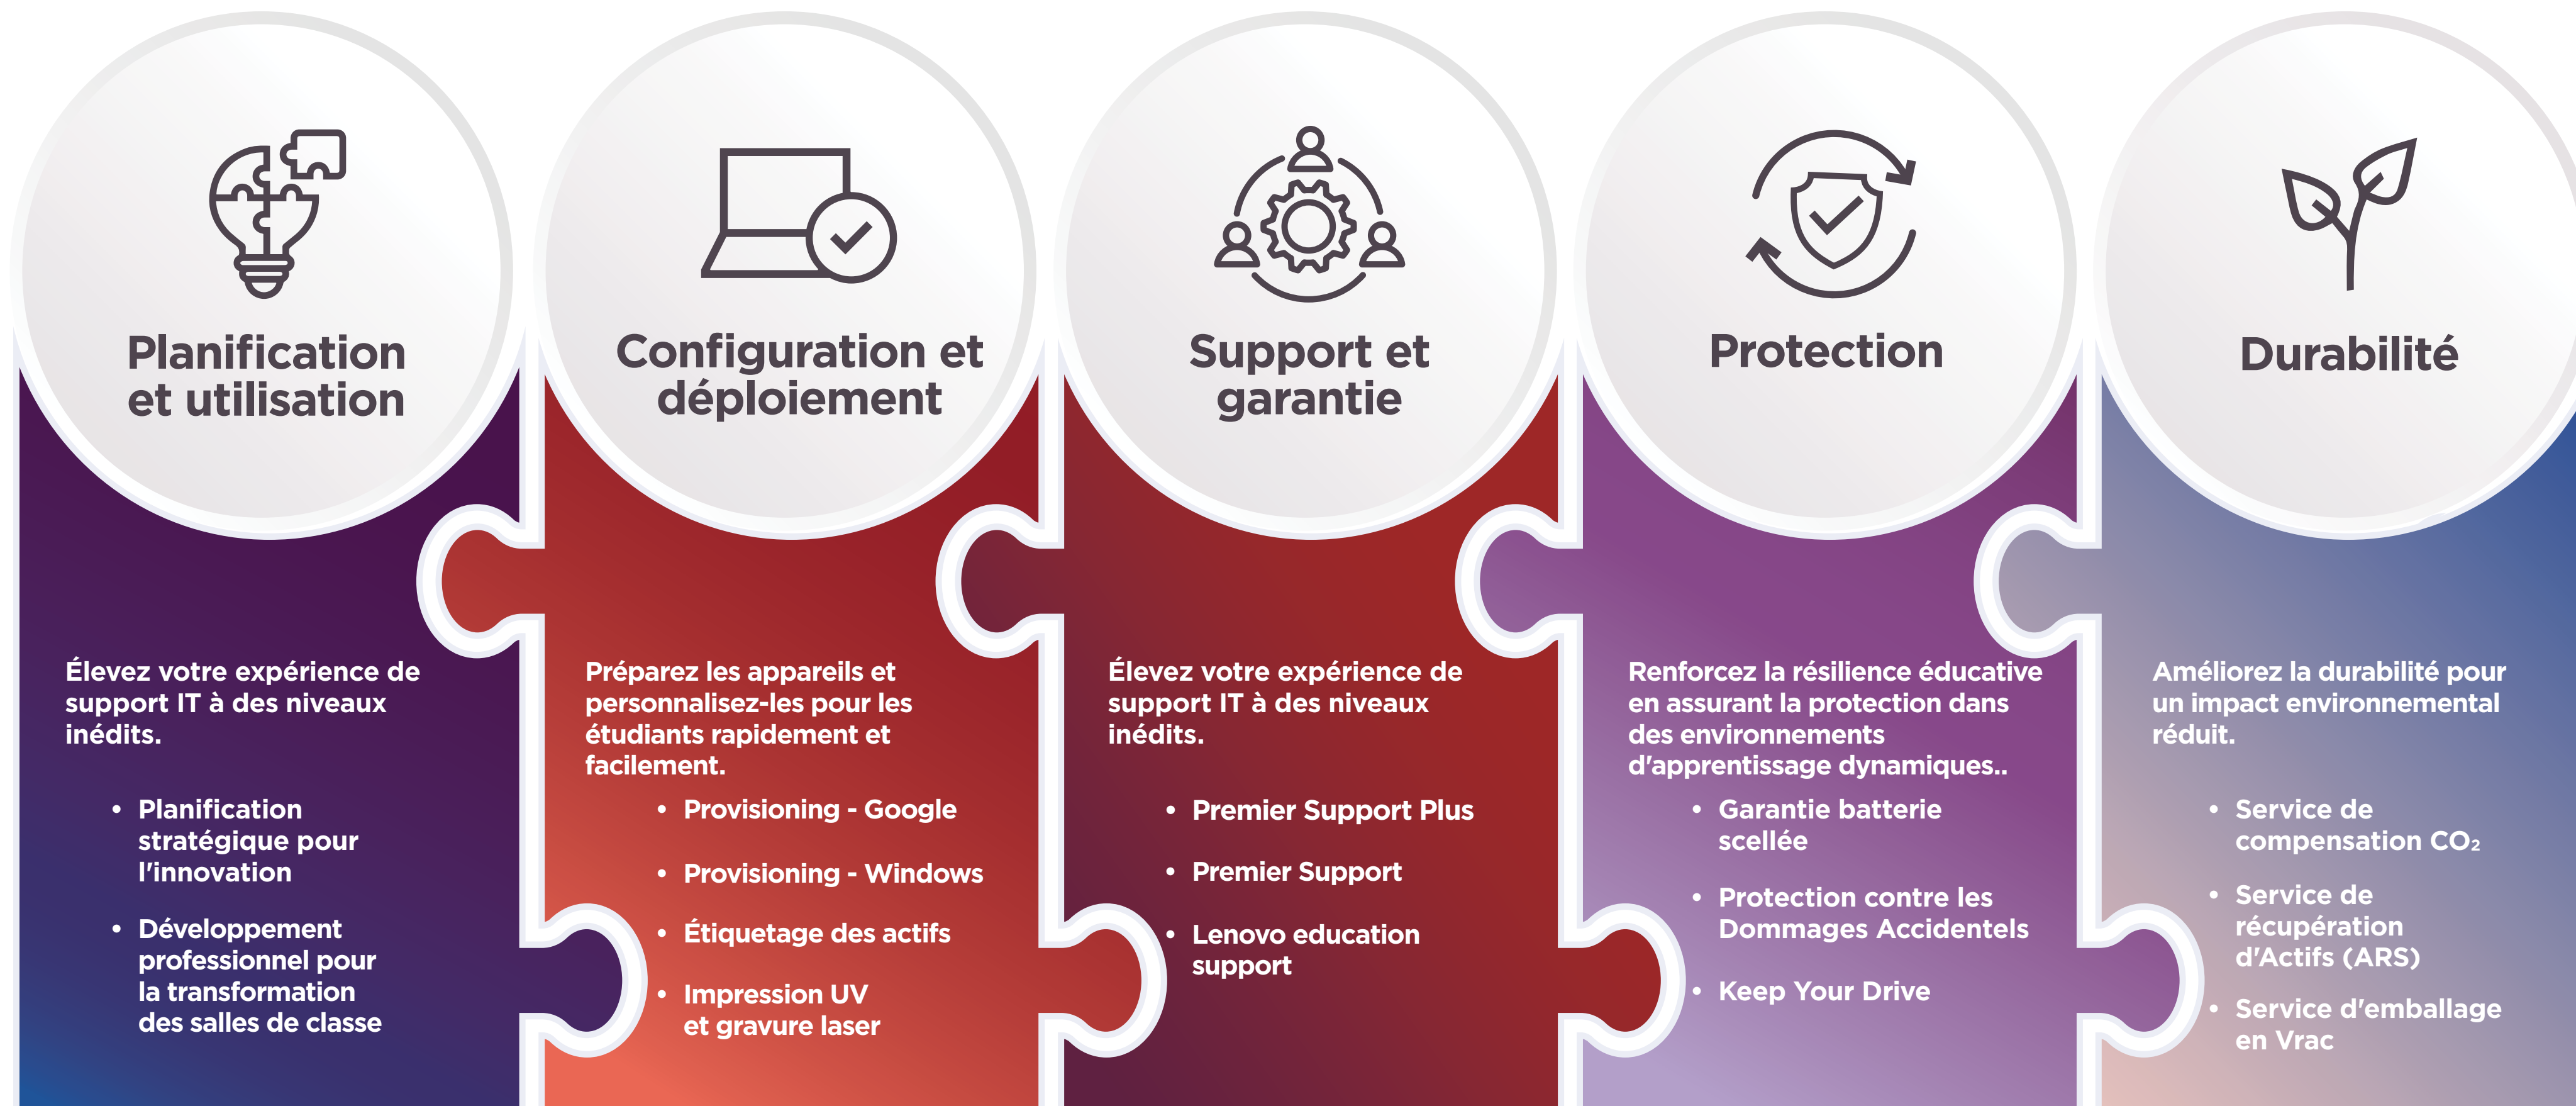 Planification
et utilisation
Élevez votre expérience de
support IT à des niveaux
inédits.
• Planification
stratégique pour
l'innovation
• Développement
professionnel pour
la transformation
des salles de classe
Configuration et
déploiement
Préparez les appareils et
personnalisez-les pour les
étudiants rapidement et
facilement.
• Provisioning - Google
• Provisioning - Windows
• Étiquetage des actifs
• Impression UV
et gravure laser
Support et
garantie
Élevez votre expérience de
support IT à des niveaux
inédits.
• Premier Support Plus
• Premier Support
• Lenovo education
support
Protection
Renforcez la résilience éducative
en assurant la protection dans
des environnements
d'apprentissage dynamiques..
• Garantie batterie
scellée
• Protection contre les
Dommages Accidentels
• Keep Your Drive
Durabilité
Améliorez la durabilité pour
un impact environnemental
réduit.
• Service de
compensation CO₂
• Service de
récupération
d'Actifs (ARS)
• Service d'emballage
en Vrac